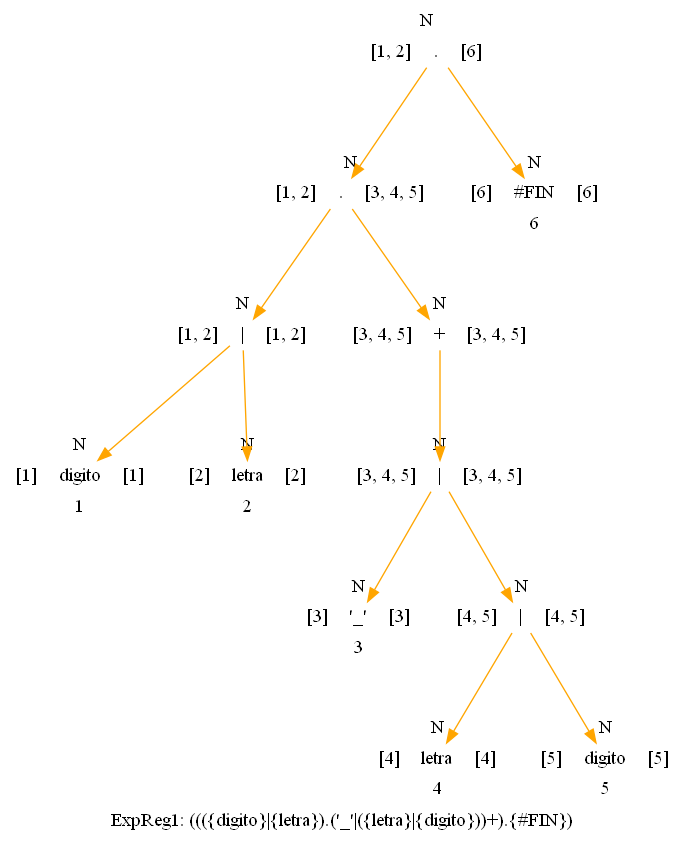 N
[1, 2] . [6]
N N
[1, 2] . [3, 4, 5] [6] #FIN [6]
6
N N
[1, 2] | [1, 2] [3, 4, 5] + [3, 4, 5]
N N N
[1] digito [1] [2] letra [2] [3, 4, 5] | [3, 4, 5]
1 2
N N
[3] '_' [3] [4, 5] | [4, 5]
3
N N
[4] letra [4] [5] digito [5]
4 5
ExpReg1: ((({digito}|{letra}).('_'|({letra}|{digito}))+).{#FIN})